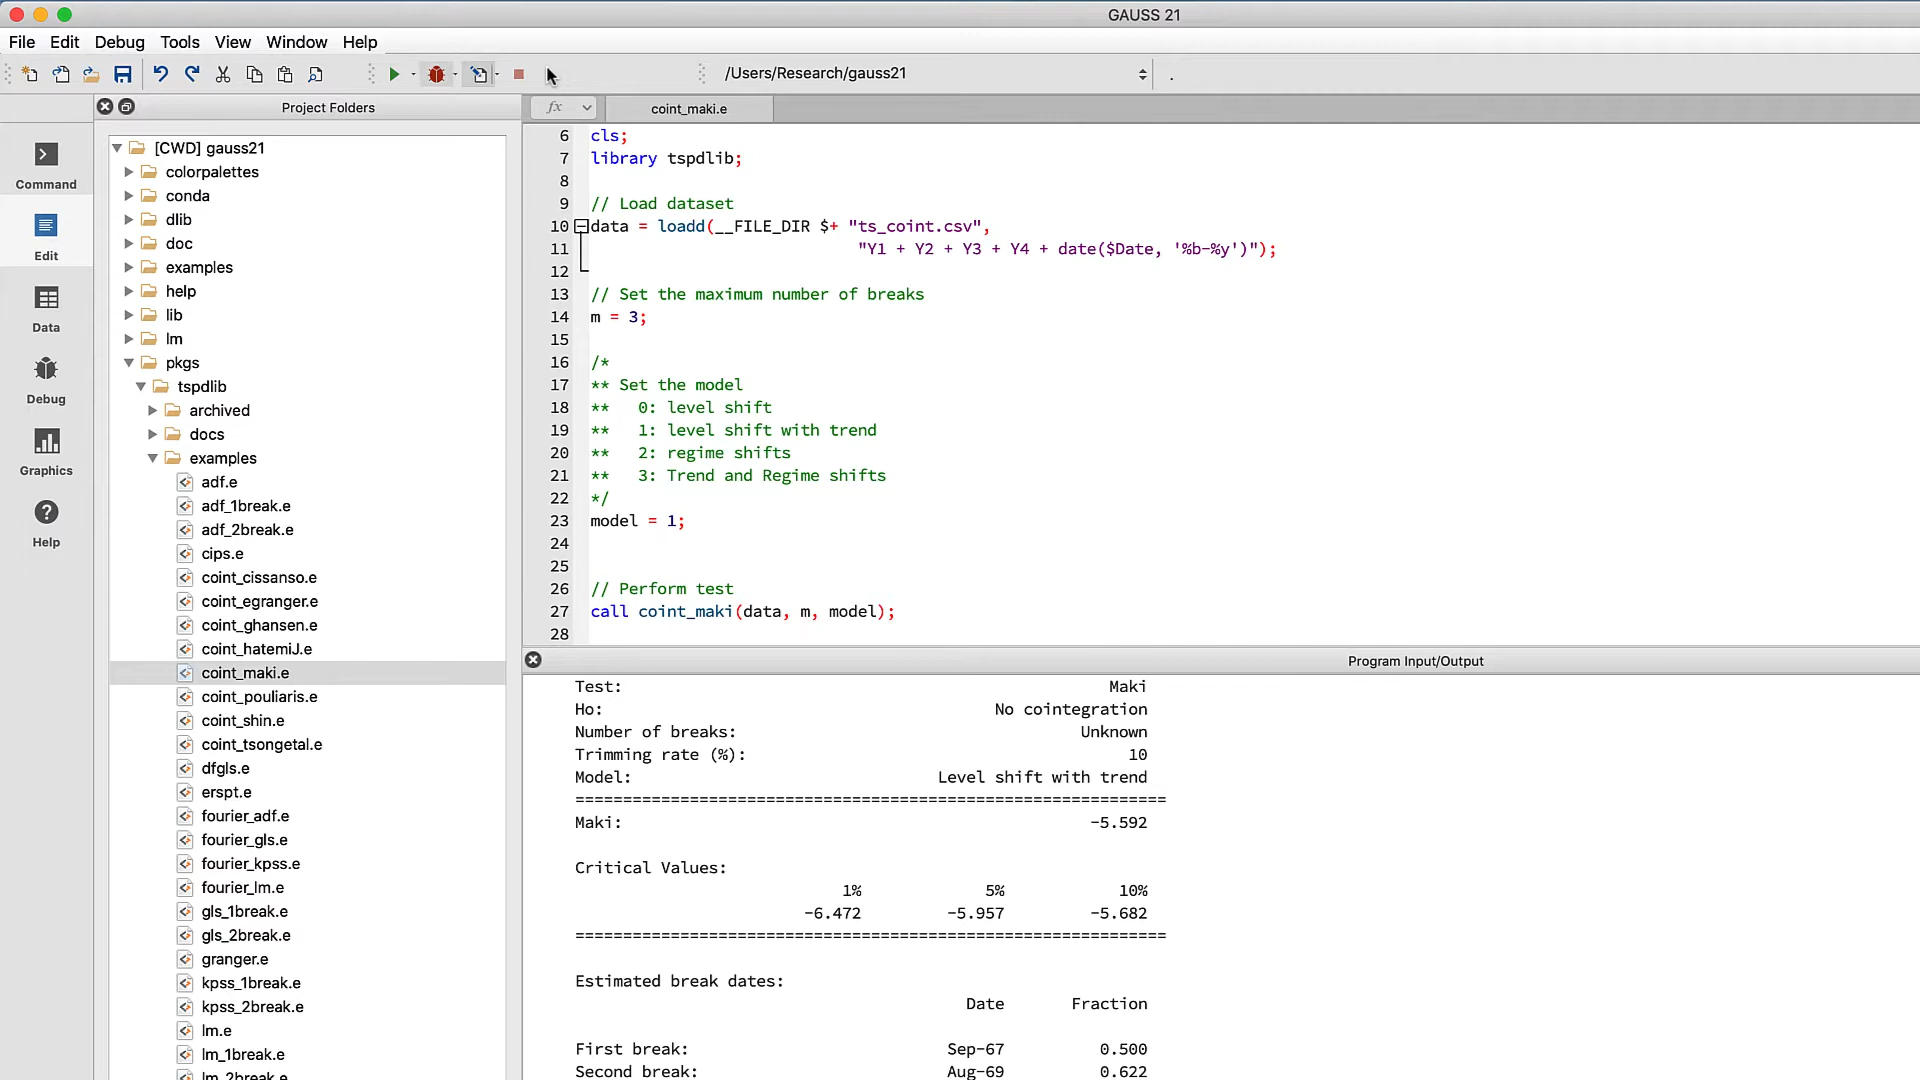 GAUSS 21
File Edit Debug Tools View Window Help
/Users/Research/gauss21 .
Project Folders
fx
coint_maki.e
Command
Edit
Data
Debug
Graphics
Help
[CWD] gauss21
colorpalettes
conda
dlib
doc
examples
help
lib
lm
pkgs
tspdlib
archived
docs
examples
adf.e
adf_1break.e
adf_2break.e
cips.e
coint_cissanso.e
coint_egranger.e
coint_ghansen.e
coint_hatemiJ.e
coint_maki.e
coint_pouliaris.e
coint_shin.e
coint_tsongetal.e
dfgls.e
erspt.e
fourier_adf.e
fourier_gls.e
fourier_kpss.e
fourier_lm.e
gls_1break.e
gls_2break.e
granger.e
kpss_1break.e
kpss_2break.e
lm.e
lm_1break.e
lm_2break.e
6 cls;
7 library tspdlib;
8
9 // Load dataset
10 data = loadd(__FILE_DIR $+ "ts_coint.csv",
11 "Y1 + Y2 + Y3 + Y4 + date($Date, '%b-%y')");
12
13 // Set the maximum number of breaks
14 m = 3;
15
16 /*
17 ** Set the model
18 ** 0: level shift
19 ** 1: level shift with trend
20 ** 2: regime shifts
21 ** 3: Trend and Regime shifts
22 */
23 model = 1;
24
25
26 // Perform test
27 call coint_maki(data, m, model);
28
Program Input/Output
Test: Maki
Ho: No cointegration
Number of breaks: Unknown
Trimming rate (%): 10
Model: Level shift with trend
==============================================================
Maki: -5.592
Critical Values:
1% 5% 10%
-6.472 -5.957 -5.682
==============================================================
Estimated break dates:
Date Fraction
First break: Sep-67 0.500
Second break: Aug-69 0.622